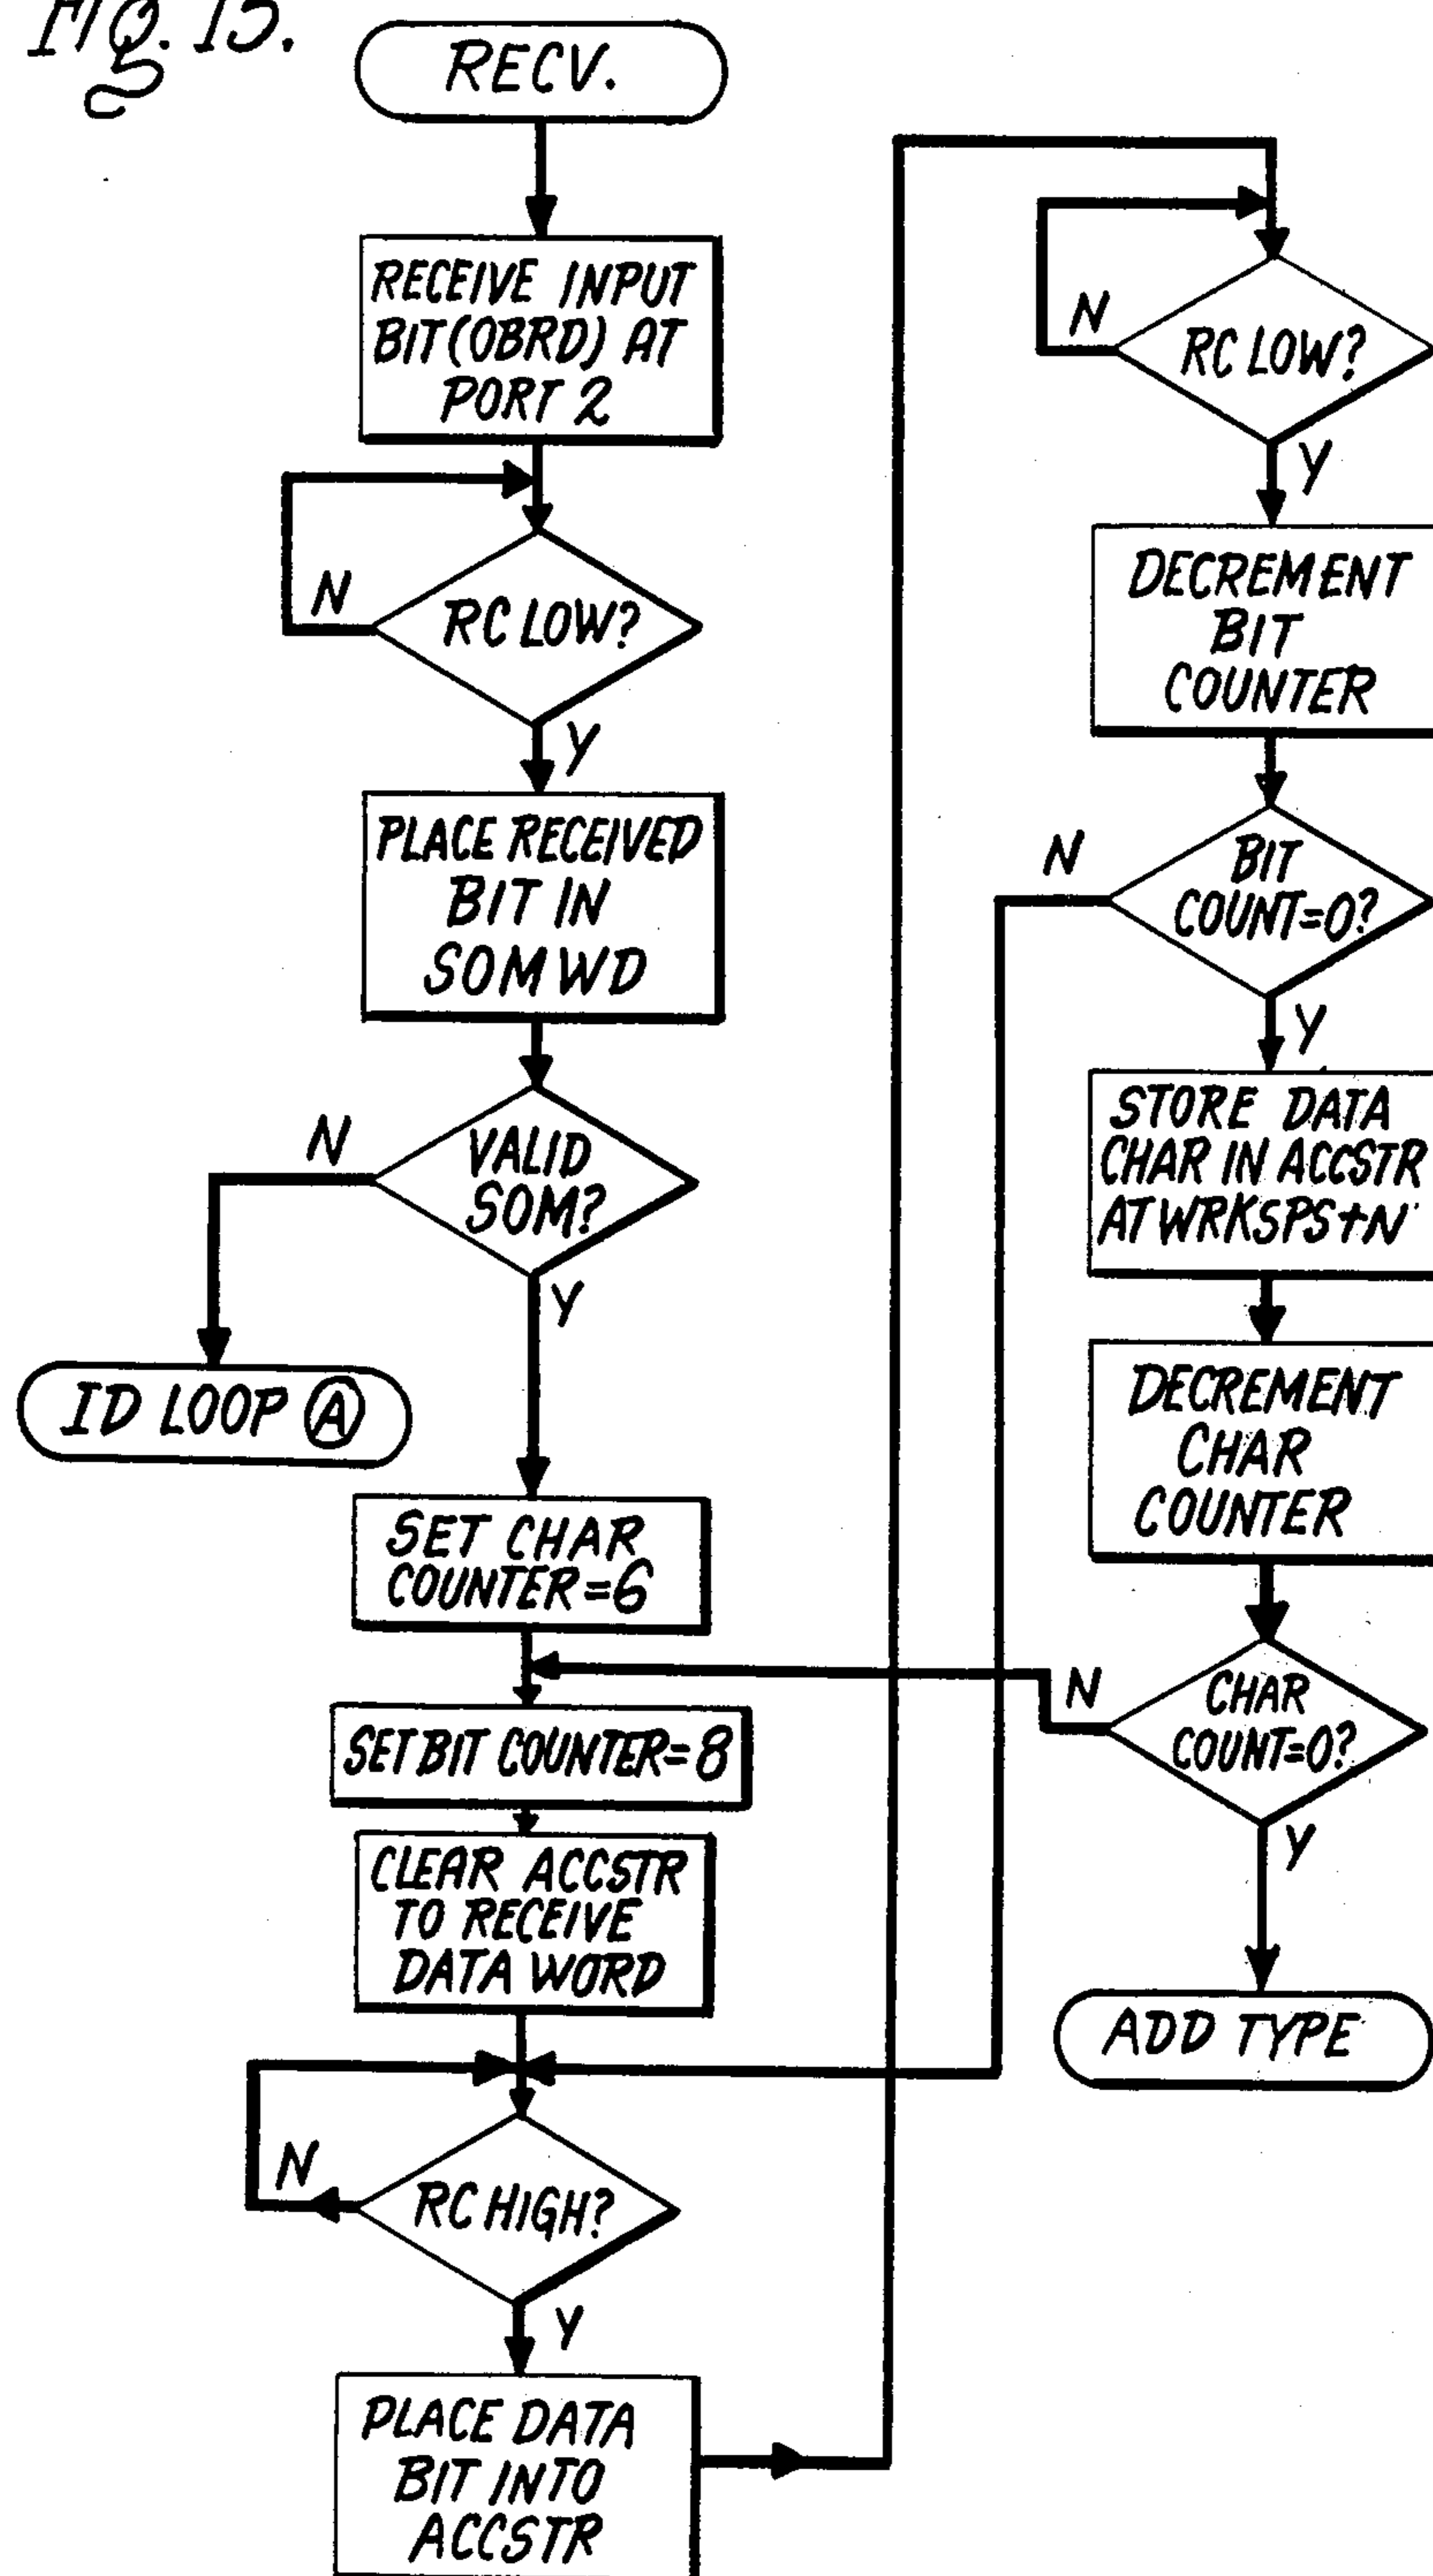 FIG. 15.
RECV.
RECEIVE INPUT
BIT(OBRD) AT
PORT 2
N
RC LOW?
Y
PLACE RECEIVED
BIT IN
SOMWD
N
VALID
SOM?
Y
ID LOOP A
SET CHAR
COUNTER=6
SET BIT COUNTER=8
CLEAR ACCSTR
TO RECEIVE
DATA WORD
N
RC HIGH?
Y
PLACE DATA
BIT INTO
ACCSTR
N
RC LOW?
Y
DECREMENT
BIT
COUNTER
N
BIT
COUNT=0?
Y
STORE DATA
CHAR IN ACCSTR
AT WRKSPS+N
DECREMENT
CHAR
COUNTER
N
CHAR
COUNT=0?
Y
ADD TYPE